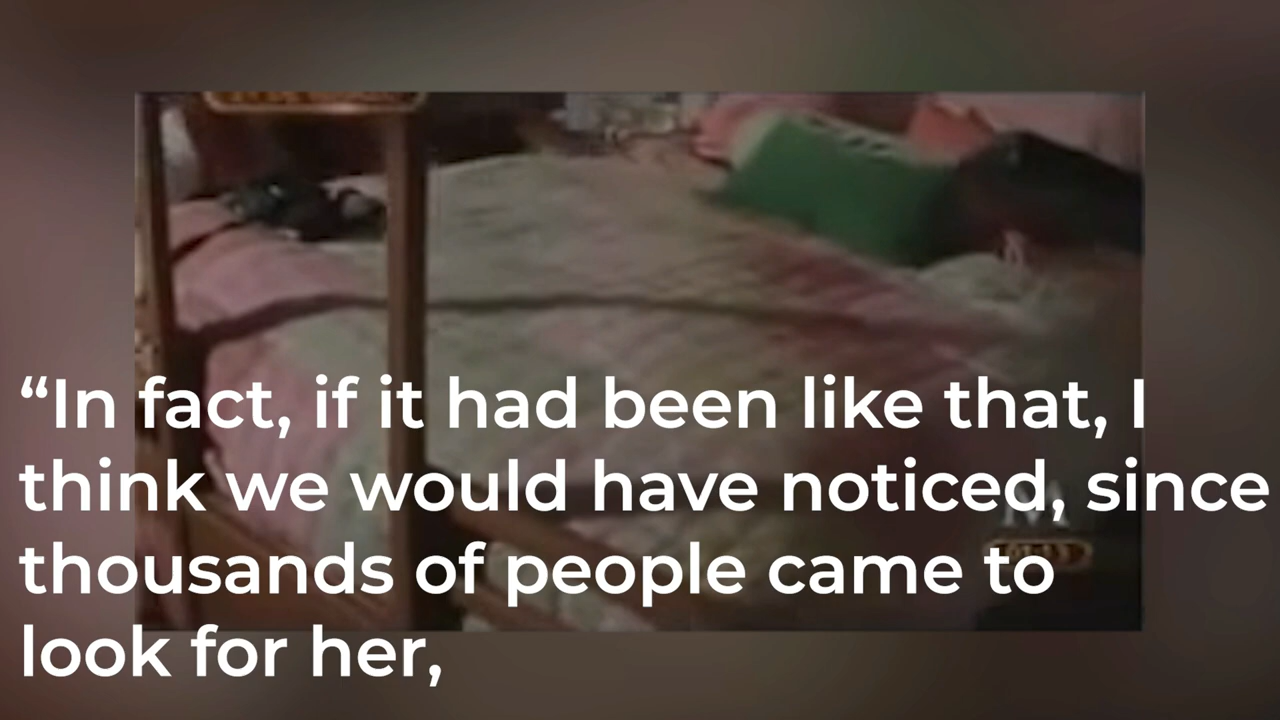 “In fact, if it had been like that, I
think we would have noticed, since
thousands of people came to
look for her,